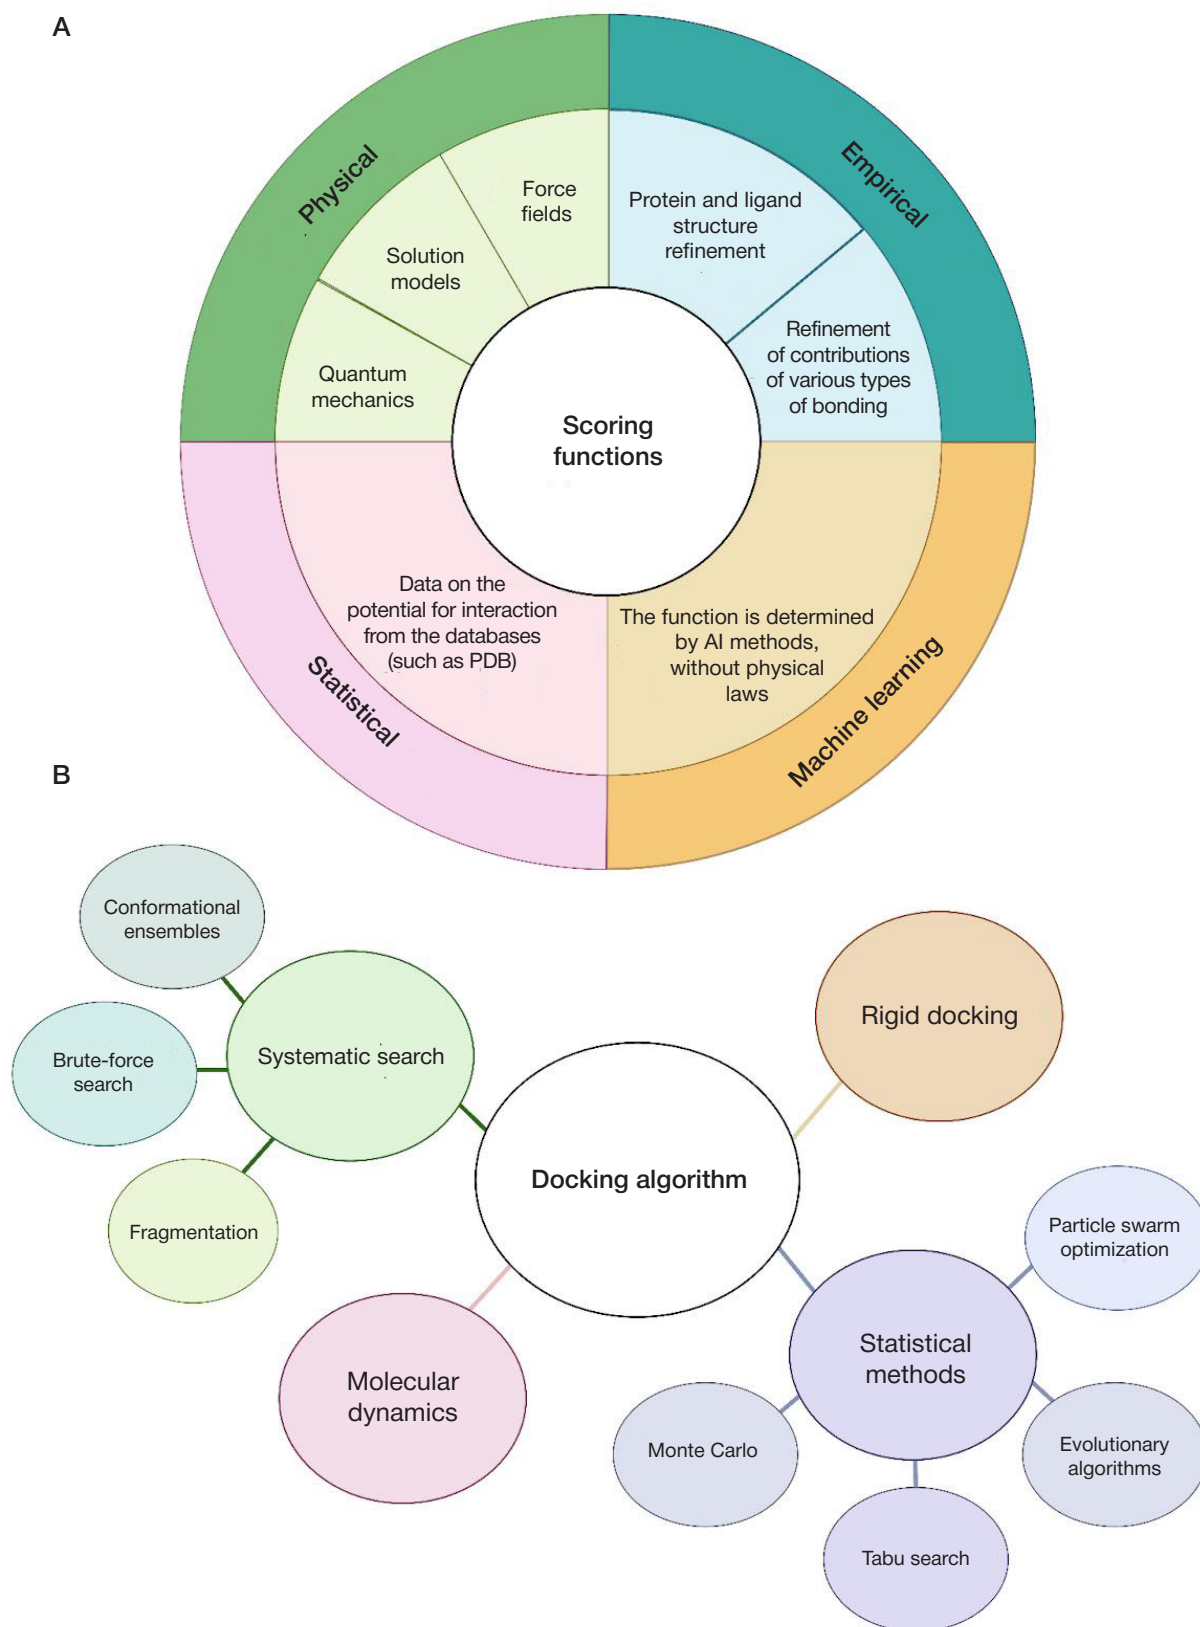 A
Physical
Empirical
Force
fields
Protein and ligand
structure
refinement
Solution
models
Refinement
of contributions
of various types
of bonding
Quantum
mechanics
Scoring
functions
Data on the
potential for interaction
from the databases
(such as PDB)
The function is determined
by AI methods,
without physical
laws
Statistical
Machine learning
B
Conformational
ensembles
Brute-force
search
Systematic search
Fragmentation
Rigid docking
Docking algorithm
Molecular
dynamics
Statistical
methods
Particle swarm
optimization
Monte Carlo
Evolutionary
algorithms
Tabu search